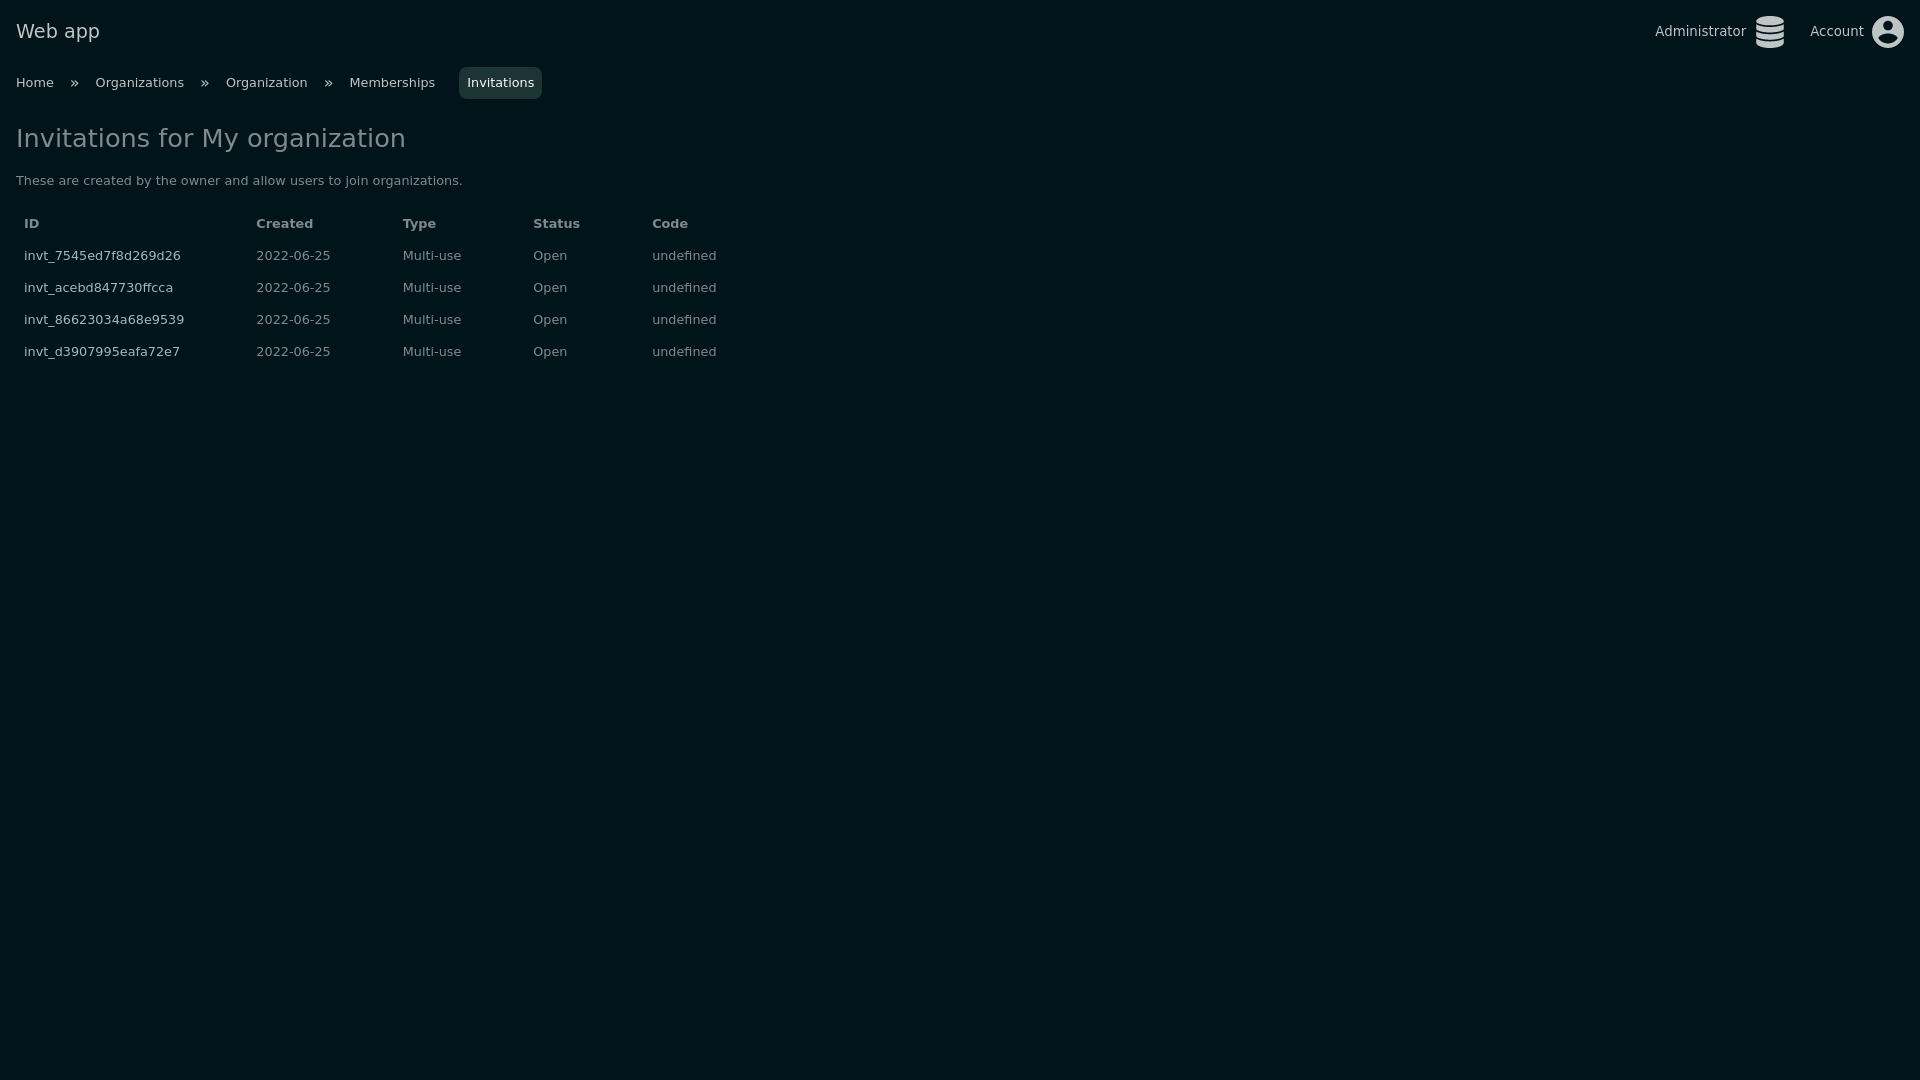 Web app
Administrator
Account
Home » Organizations » Organization » Memberships Invitations
Invitations for My organization
These are created by the owner and allow users to join organizations.
ID Created Type Status Code
invt_7545ed7f8d269d26 2022-06-25 Multi-use Open undefined
invt_acebd847730ffcca 2022-06-25 Multi-use Open undefined
invt_86623034a68e9539 2022-06-25 Multi-use Open undefined
invt_d3907995eafa72e7 2022-06-25 Multi-use Open undefined